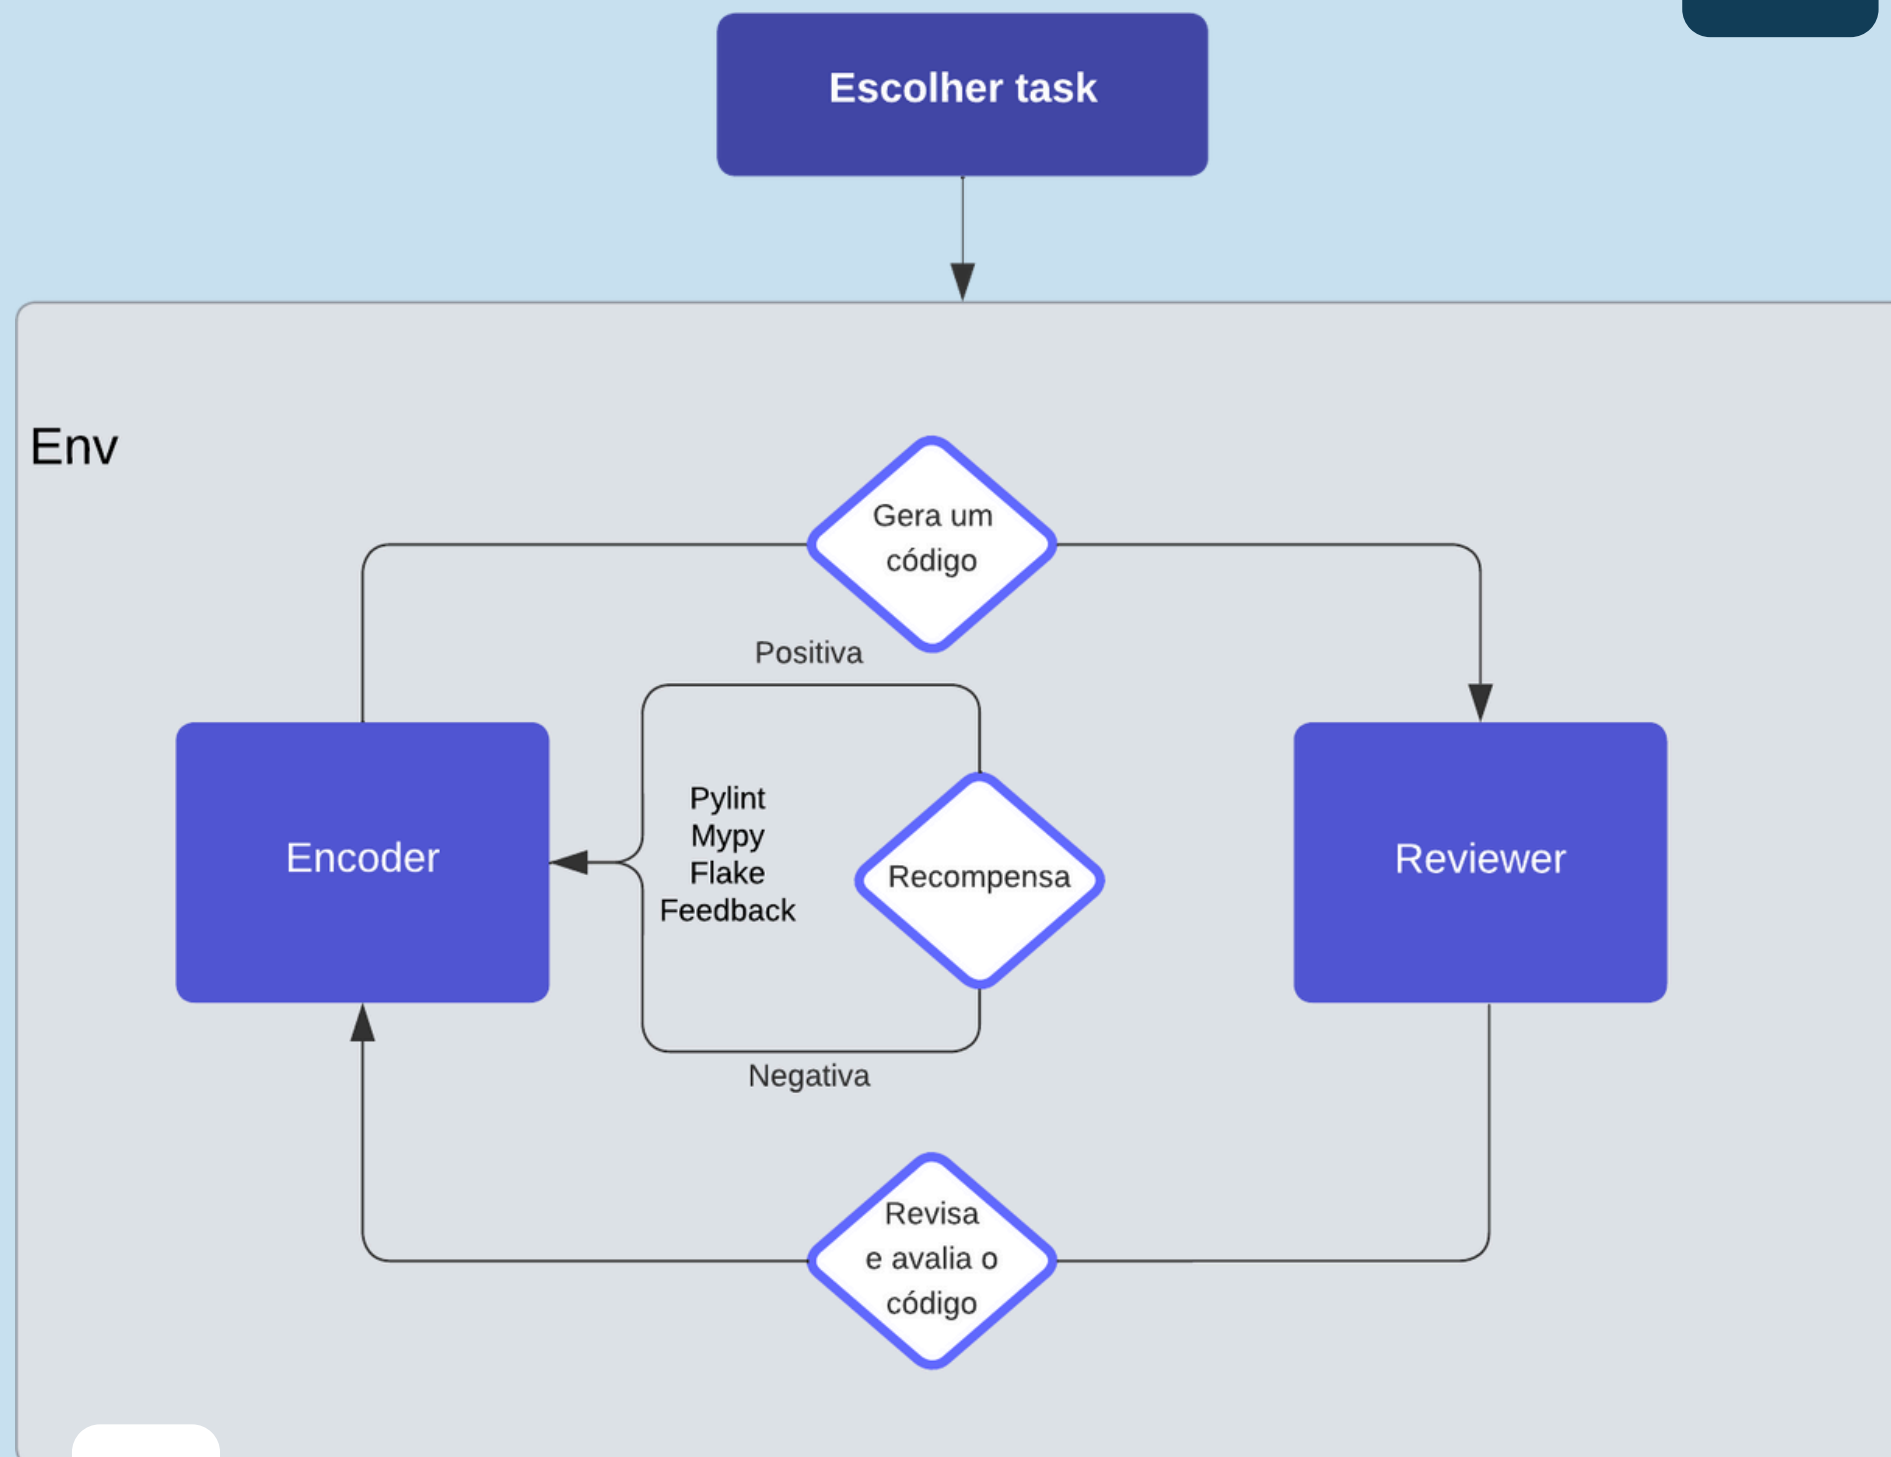 Escolher task
Env
Gera um
código
Positiva
Pylint
Mypy
Flake
Feedback
Encoder
Recompensa
Reviewer
Negativa
Revisa
e avalia o
código